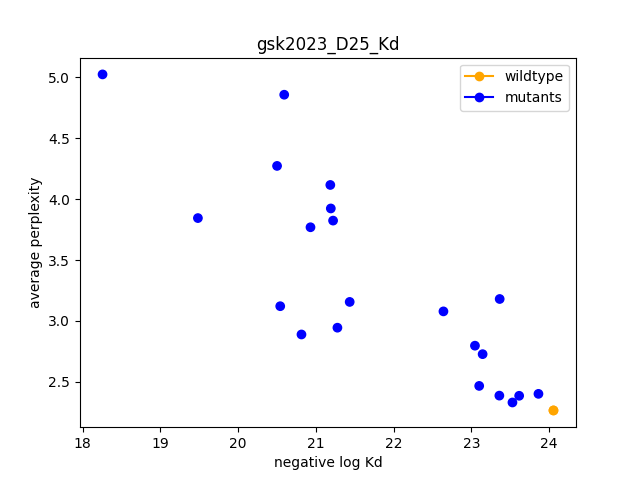 gsk2023_D25_Kd
wildtype
mutants
5.0
4.5
4.0
3.5
3.0
2.5
average perplexity
18 19 20 21 22 23 24
negative log Kd